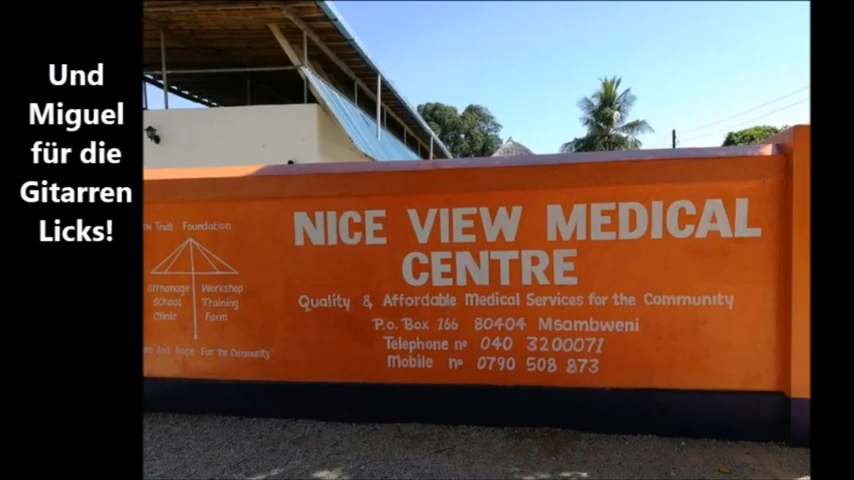 Und
Miguel
für die
Gitarren
Licks!
Trust Foundation
Orphanage Workshop
School Training
Clinic Farm
And hope For the Community"
NICE VIEW MEDICAL
CENTRE
Quality & Affordable Medical Services for the Community
P.o. Box 166 80404 Msambweni
Telephone no 040 3200071
Mobile no 0790 508 873